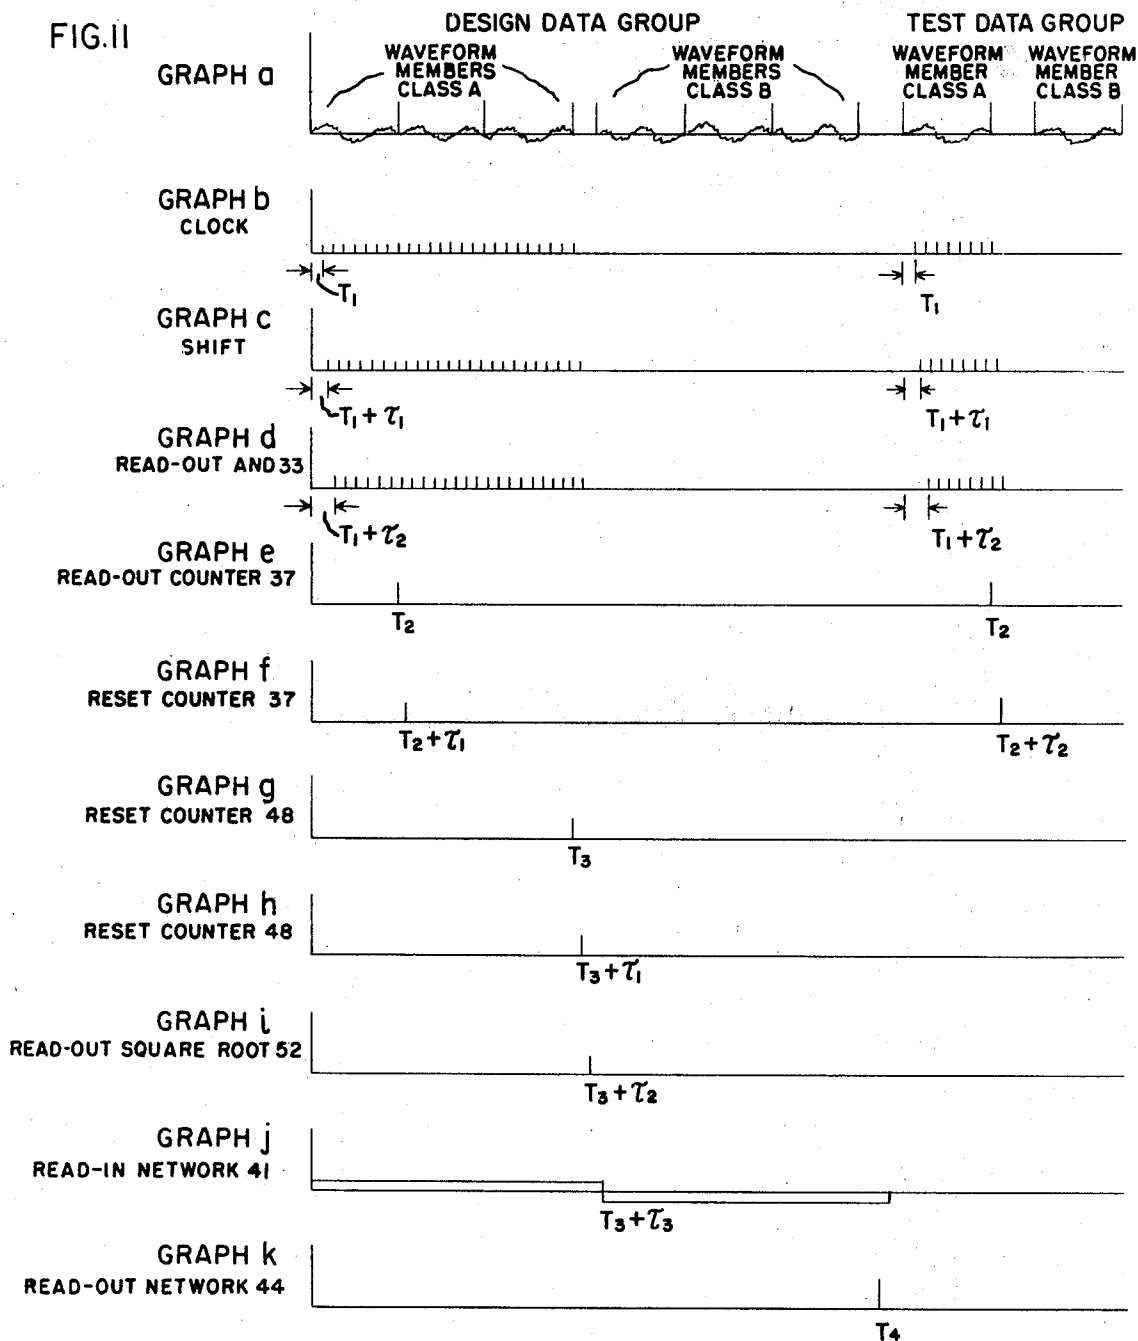 FIG.11
DESIGN DATA GROUP
TEST DATA GROUP
GRAPH a
WAVEFORM
MEMBERS
CLASS A
WAVEFORM
MEMBERS
CLASS B
WAVEFORM
MEMBER
CLASS A
WAVEFORM
MEMBER
CLASS B
GRAPH b
CLOCK
T1
T1
GRAPH c
SHIFT
T1+τ1
T1+τ1
GRAPH d
READ-OUT AND 33
T1+τ2
T1+τ2
GRAPH e
READ-OUT COUNTER 37
T2
T2
GRAPH f
RESET COUNTER 37
T2+τ1
T2+τ2
GRAPH g
RESET COUNTER 48
T3
GRAPH h
RESET COUNTER 48
T3+τ1
GRAPH i
READ-OUT SQUARE ROOT 52
T3+τ2
GRAPH j
READ-IN NETWORK 41
T3+τ3
GRAPH k
READ-OUT NETWORK 44
T4